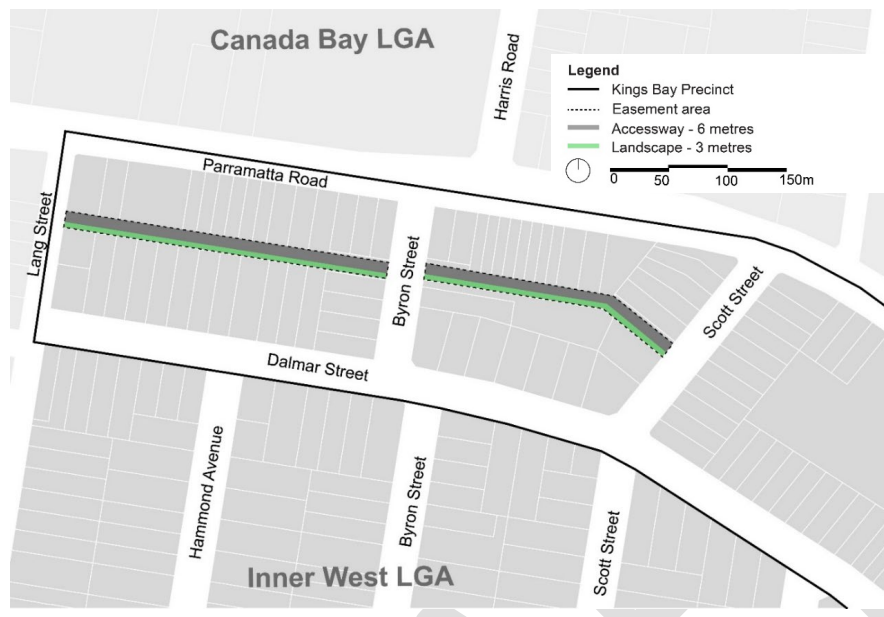 Canada Bay LGA
Harris Road
Legend
Kings Bay Precinct
Easement area
Accessway - 6 metres
Landscape - 3 metres
0 50 100 150m
Parramatta Road
Lang Street
Byron Street
Scott Street
Dalmar Street
Hammond Avenue
Byron Street
Scott Street
Inner West LGA